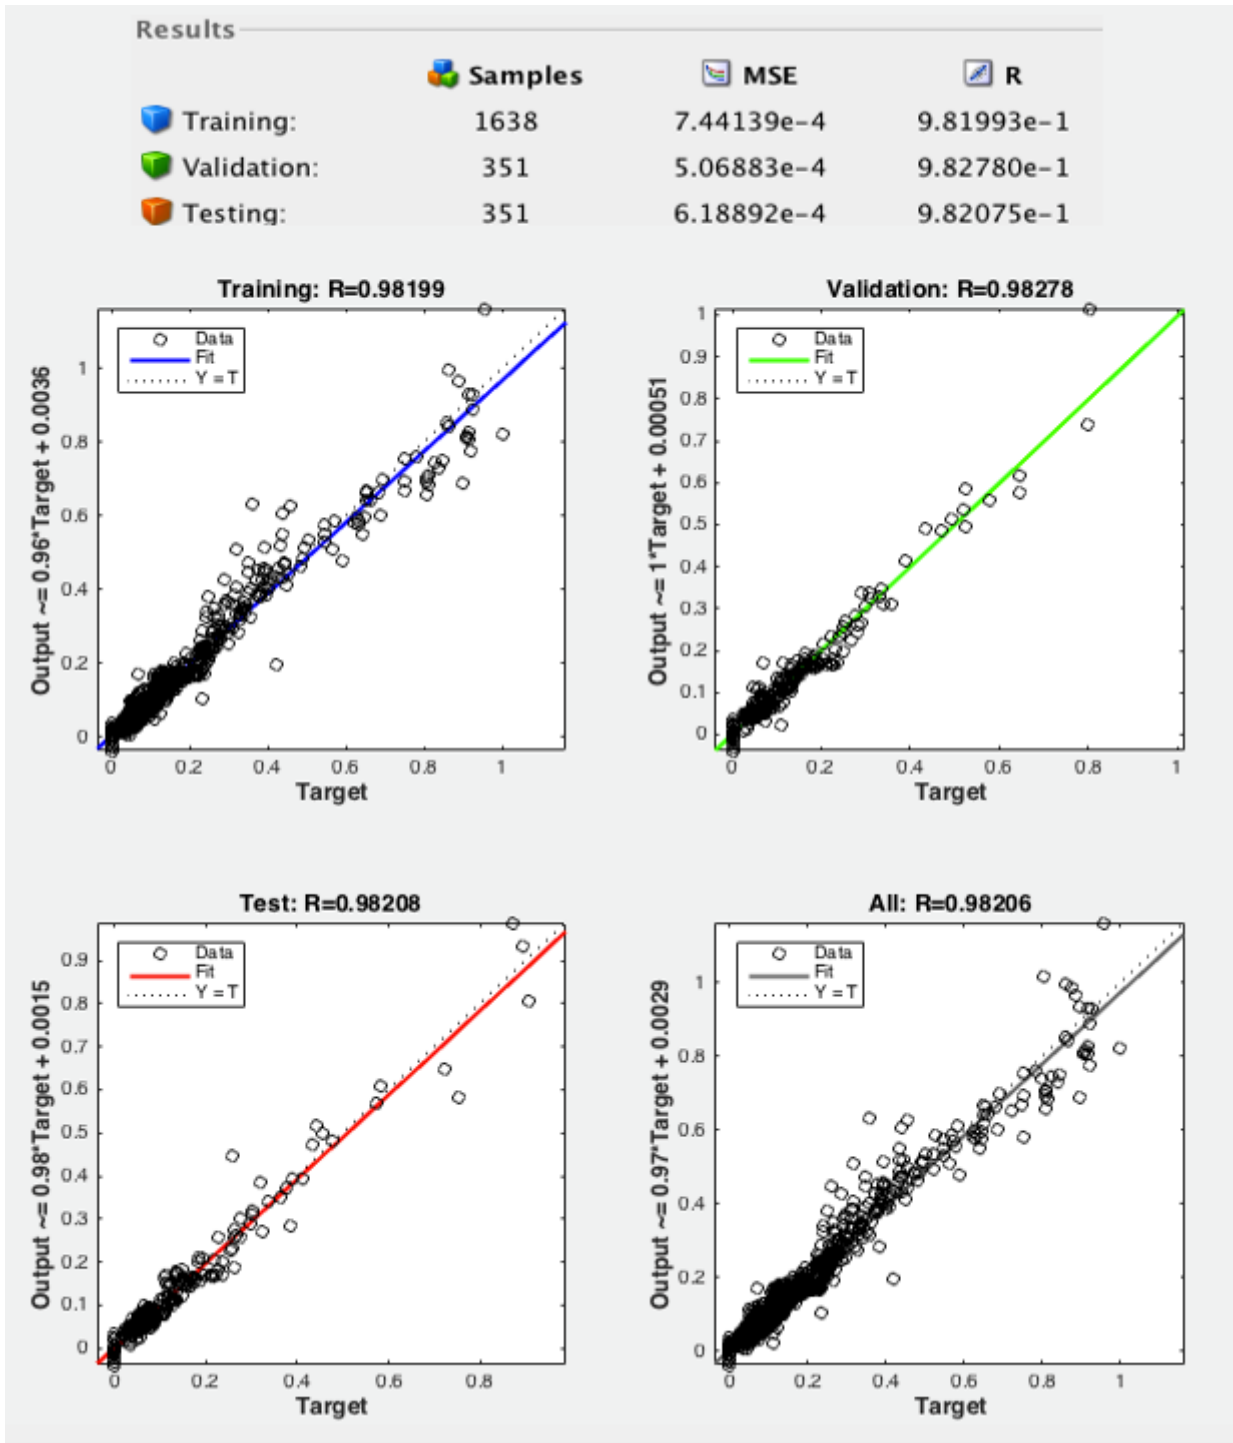 Results
Samples MSE R
Training: 1638 7.44139e-4 9.81993e-1
Validation: 351 5.06883e-4 9.82780e-1
Testing: 351 6.18892e-4 9.82075e-1
Training: R=0.98199
Output ~= 0.96*Target + 0.0036
Data
Fit
Y = T
1
0.8
0.6
0.4
0.2
0
0 0.2 0.4 0.6 0.8 1
Target
Validation: R=0.98278
Output ~= 1*Target + 0.00051
Data
Fit
Y = T
1
0.9
0.8
0.7
0.6
0.5
0.4
0.3
0.2
0.1
0
0 0.2 0.4 0.6 0.8 1
Target
Test: R=0.98208
Output ~= 0.98*Target + 0.0015
Data
Fit
Y = T
0.9
0.8
0.7
0.6
0.5
0.4
0.3
0.2
0.1
0
0 0.2 0.4 0.6 0.8
Target
All: R=0.98206
Output ~= 0.97*Target + 0.0029
Data
Fit
Y = T
1
0.8
0.6
0.4
0.2
0
0 0.2 0.4 0.6 0.8 1
Target